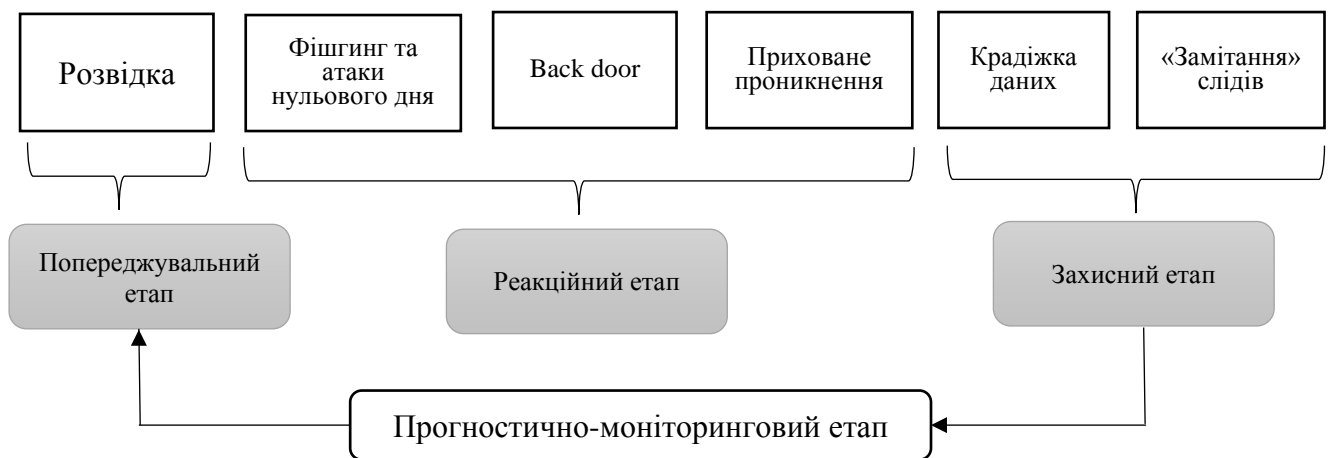 Розвідка
Фішгинг та
атаки
нульового дня
Back door
Приховане
проникнення
Крадіжка
даних
«Замітання»
слідів
Попереджувальний
етап
Реакційний етап
Захисний етап
Прогностично-моніторинговий етап